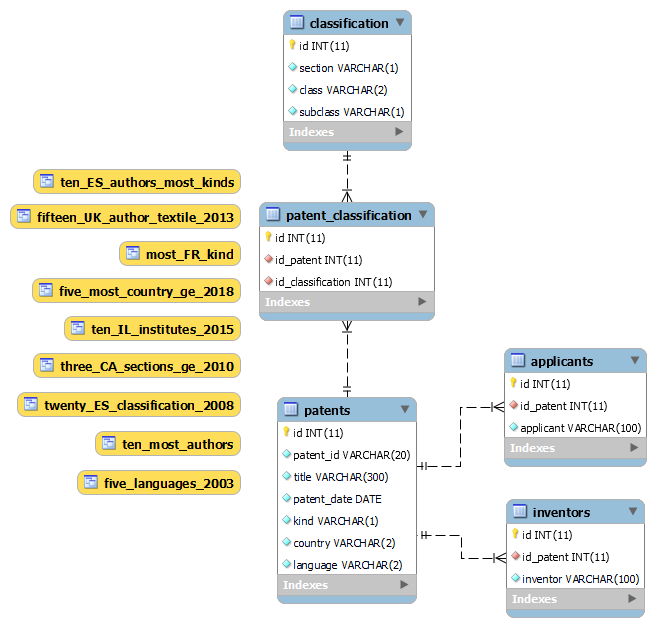 classification
id INT(11)
section VARCHAR(1)
class VARCHAR(2)
subclass VARCHAR(1)
Indexes
ten_ES_authors_most_kinds
fifteen_UK_author_textile_2013
most_FR_kind
five_most_country_ge_2018
ten_IL_institutes_2015
three_CA_sections_ge_2010
twenty_ES_classification_2008
ten_most_authors
five_languages_2003
patent_classification
id INT(11)
id_patent INT(11)
id_classification INT(11)
Indexes
patents
id INT(11)
patent_id VARCHAR(20)
title VARCHAR(300)
patent_date DATE
kind VARCHAR(1)
country VARCHAR(2)
language VARCHAR(2)
Indexes
applicants
id INT(11)
id_patent INT(11)
applicant VARCHAR(100)
Indexes
inventors
id INT(11)
id_patent INT(11)
inventor VARCHAR(100)
Indexes